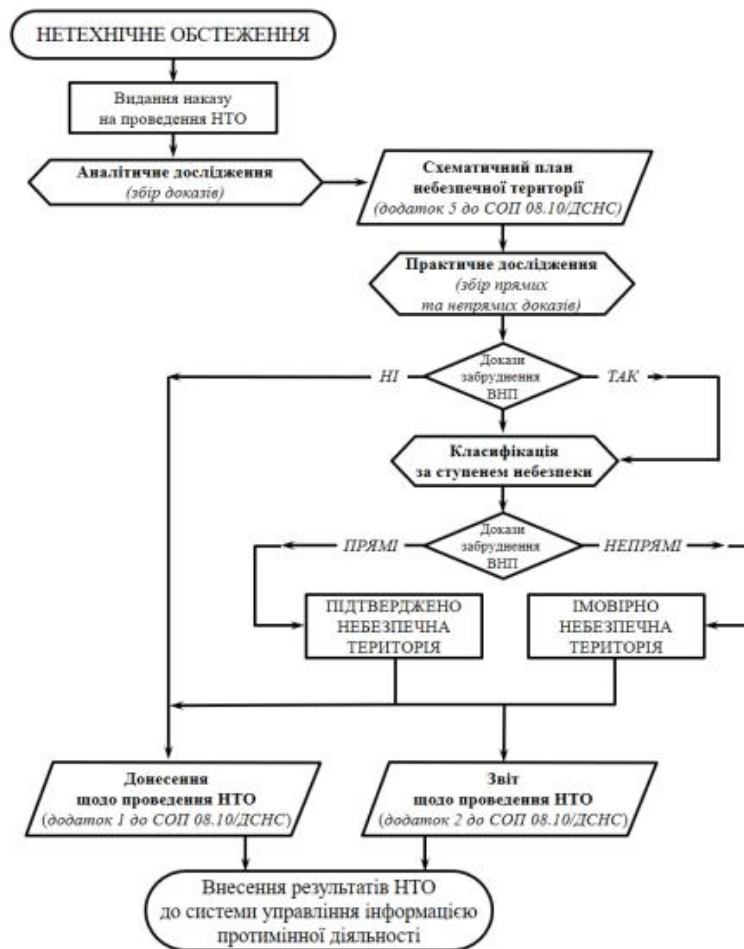 НЕТЕХНІЧНЕ ОБСТЕЖЕННЯ
Видання наказу
на проведення НТО
Аналітичне дослідження
(збір доказів)
Схематичний план
небезпечної території
(додаток 5 до СОП 08.10/ДСНС)
Практичне дослідження
(збір прямих
та непрямих доказів)
Докази
забруднення
ВНП
НІ
ТАК
Класифікація
за ступенем небезпеки
Докази
забруднення
ВНП
ПРЯМІ
НЕПРЯМІ
ПІДТВЕРДЖЕНО
НЕБЕЗПЕЧНА
ТЕРИТОРІЯ
ІМОВІРНО
НЕБЕЗПЕЧНА
ТЕРИТОРІЯ
Донесення
щодо проведення НТО
(додаток 1 до СОП 08.10/ДСНС)
Звіт
щодо проведення НТО
(додаток 2 до СОП 08.10/ДСНС)
Внесення результатів НТО
до системи управління інформацією
протимінної діяльності